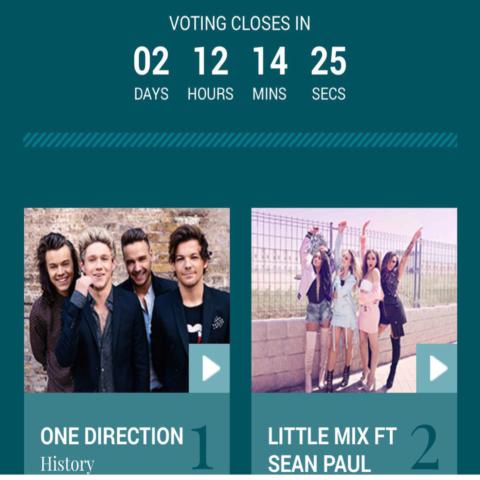 VOTING CLOSES IN
02 12 14 25
DAYS HOURS MINS SECS
ONE DIRECTION 1
History
LITTLE MIX FT 2
SEAN PAUL